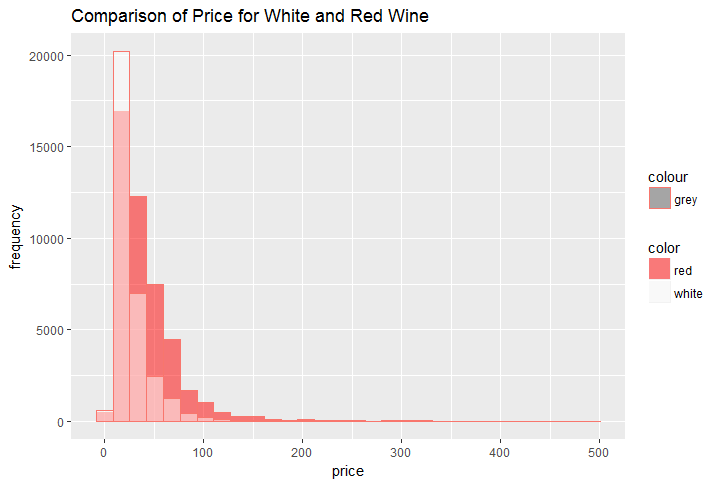 Comparison of Price for White and Red Wine
20000
15000
10000
5000
0
frequency
0 100 200 300 400 500
price
colour
grey
color
red
white